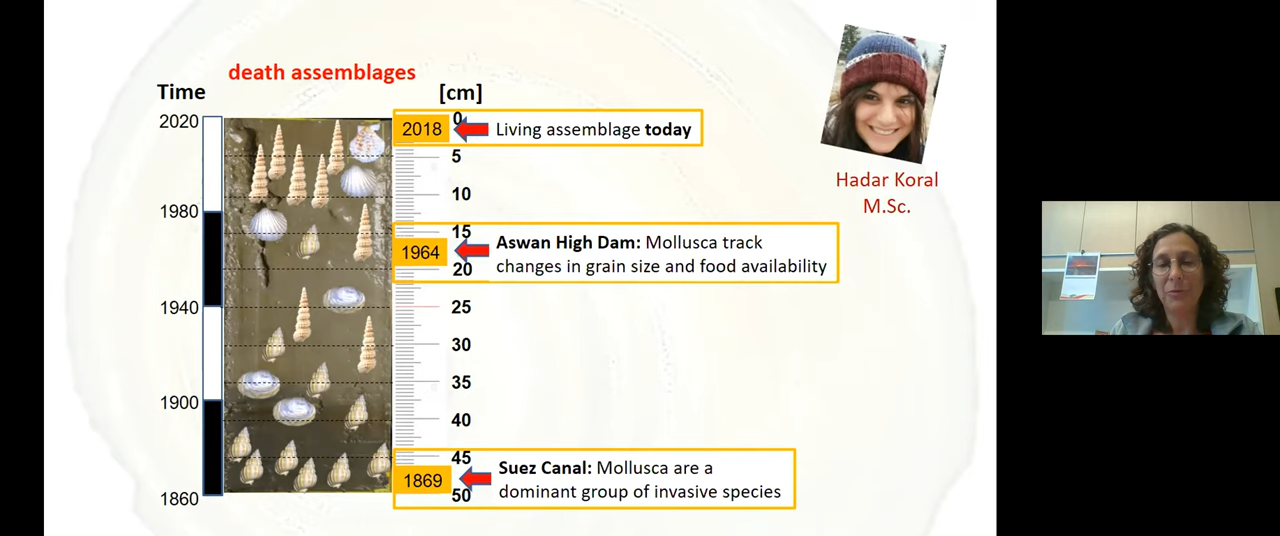 death assemblages
Time
[cm]
2020
1980
1940
1900
1860
0
5
10
15
20
25
30
35
40
45
50
2018
Living assemblage today
1964
Aswan High Dam: Mollusca track
changes in grain size and food availability
1869
Suez Canal: Mollusca are a
dominant group of invasive species
Hadar Koral
M.Sc.